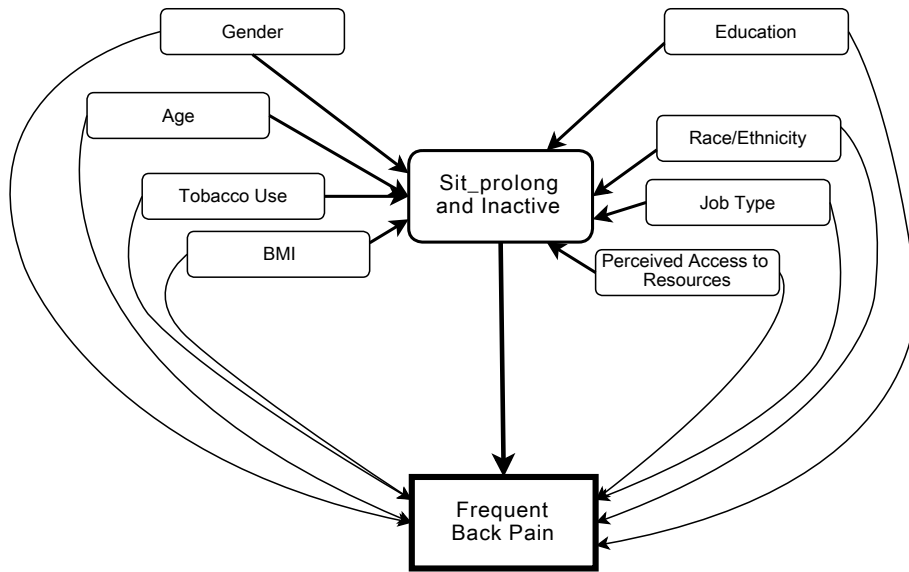 Gender
Education
Age
Race/Ethnicity
Sit_prolong
and Inactive
Tobacco Use
Job Type
BMI
Perceived Access to
Resources
Frequent
Back Pain